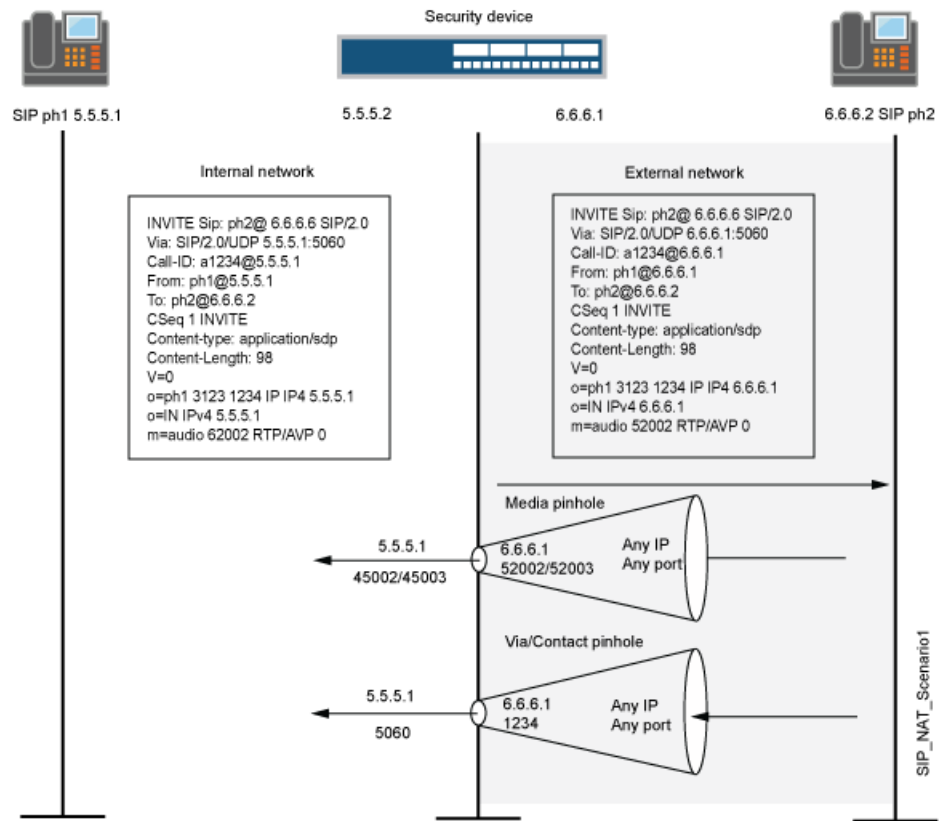 Security device
SIP ph1 5.5.5.1
5.5.5.2
6.6.6.1
6.6.6.2 SIP ph2
Internal network
INVITE Sip: ph2@ 6.6.6.6 SIP/2.0
Via: SIP/2.0/UDP 5.5.5.1:5060
Call-ID: a1234@5.5.5.1
From: ph1@5.5.5.1
To: ph2@6.6.6.2
CSeq 1 INVITE
Content-type: application/sdp
Content-Length: 98
V=0
o=ph1 3123 1234 IP IP4 5.5.5.1
o=IN IPv4 5.5.5.1
m=audio 62002 RTP/AVP 0
External network
INVITE Sip: ph2@ 6.6.6.6 SIP/2.0
Via: SIP/2.0/UDP 6.6.6.1:5060
Call-ID: a1234@6.6.6.1
From: ph1@6.6.6.1
To: ph2@6.6.6.2
CSeq 1 INVITE
Content-type: application/sdp
Content-Length: 98
V=0
o=ph1 3123 1234 IP IP4 6.6.6.1
o=IN IPv4 6.6.6.1
m=audio 52002 RTP/AVP 0
Media pinhole
5.5.5.1
45002/45003
6.6.6.1
52002/52003
Any IP
Any port
Via/Contact pinhole
5.5.5.1
5060
6.6.6.1
1234
Any IP
Any port
SIP_NAT_Scenario1